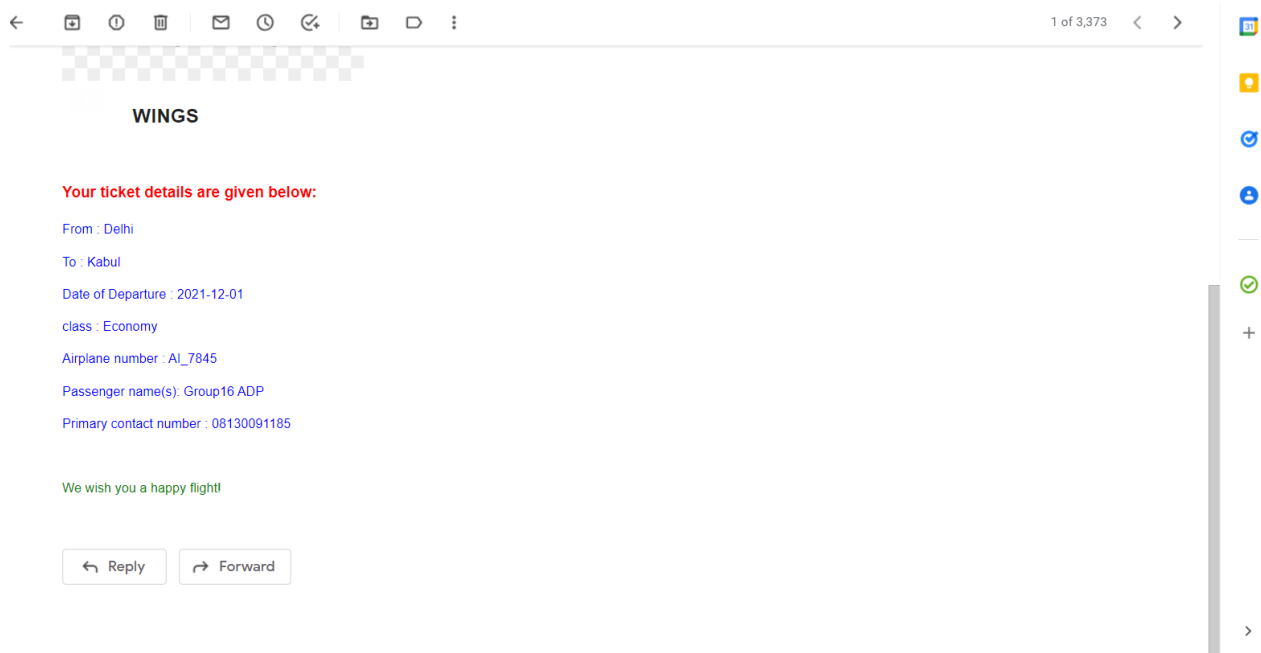 1 of 3,373
31
WINGS
Your ticket details are given below:
From : Delhi
To : Kabul
Date of Departure : 2021-12-01
class : Economy
Airplane number : AI_7845
Passenger name(s): Group16 ADP
Primary contact number : 08130091185
We wish you a happy flight!
Reply
Forward